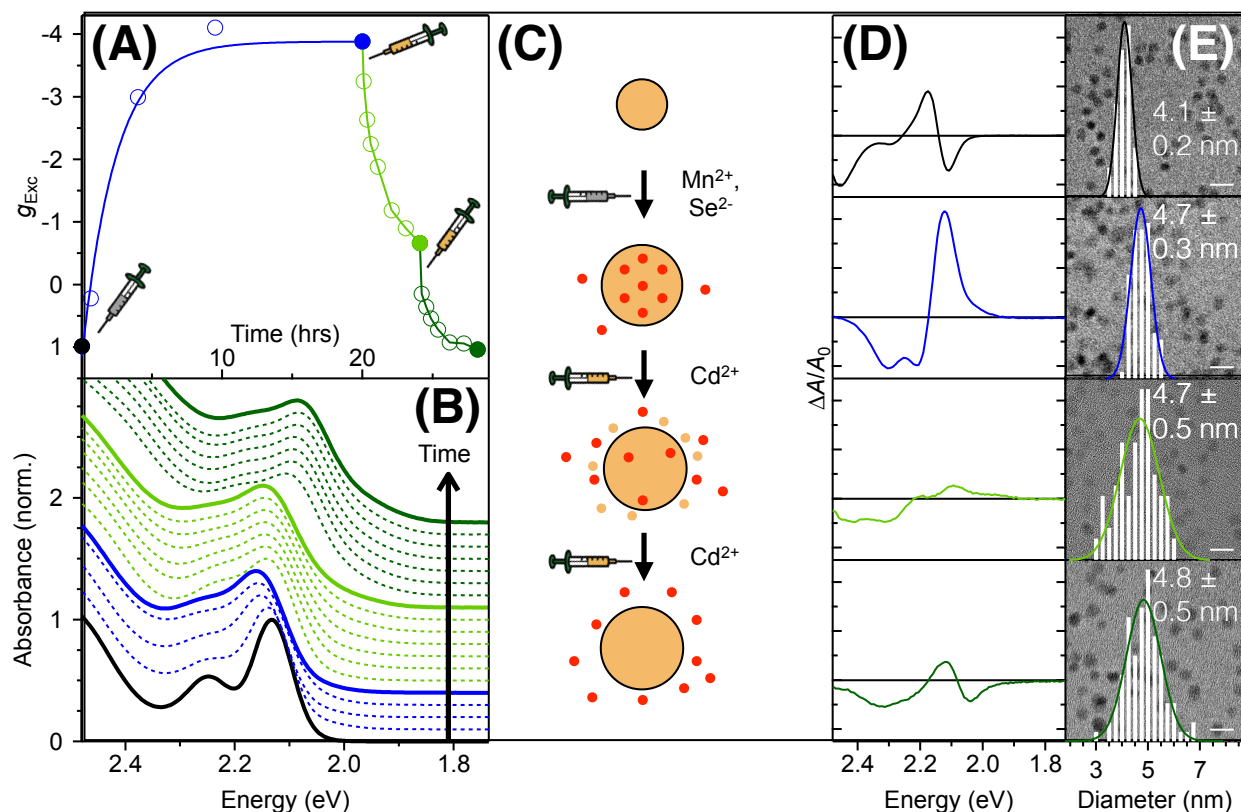 (A)
-4
-3
-2
-1
0
1
gExc
Time (hrs)
10
20
(B)
Time
2
1
0
Absorbance (norm.)
2.4
2.2
2.0
1.8
Energy (eV)
(C)
Mn2+,
Se2-
Cd2+
Cd2+
(D)
ΔA/A0
2.4
2.2
2.0
1.8
Energy (eV)
(E)
4.1 ±
0.2 nm
4.7 ±
0.3 nm
4.7 ±
0.5 nm
4.8 ±
0.5 nm
3
5
7
Diameter (nm)